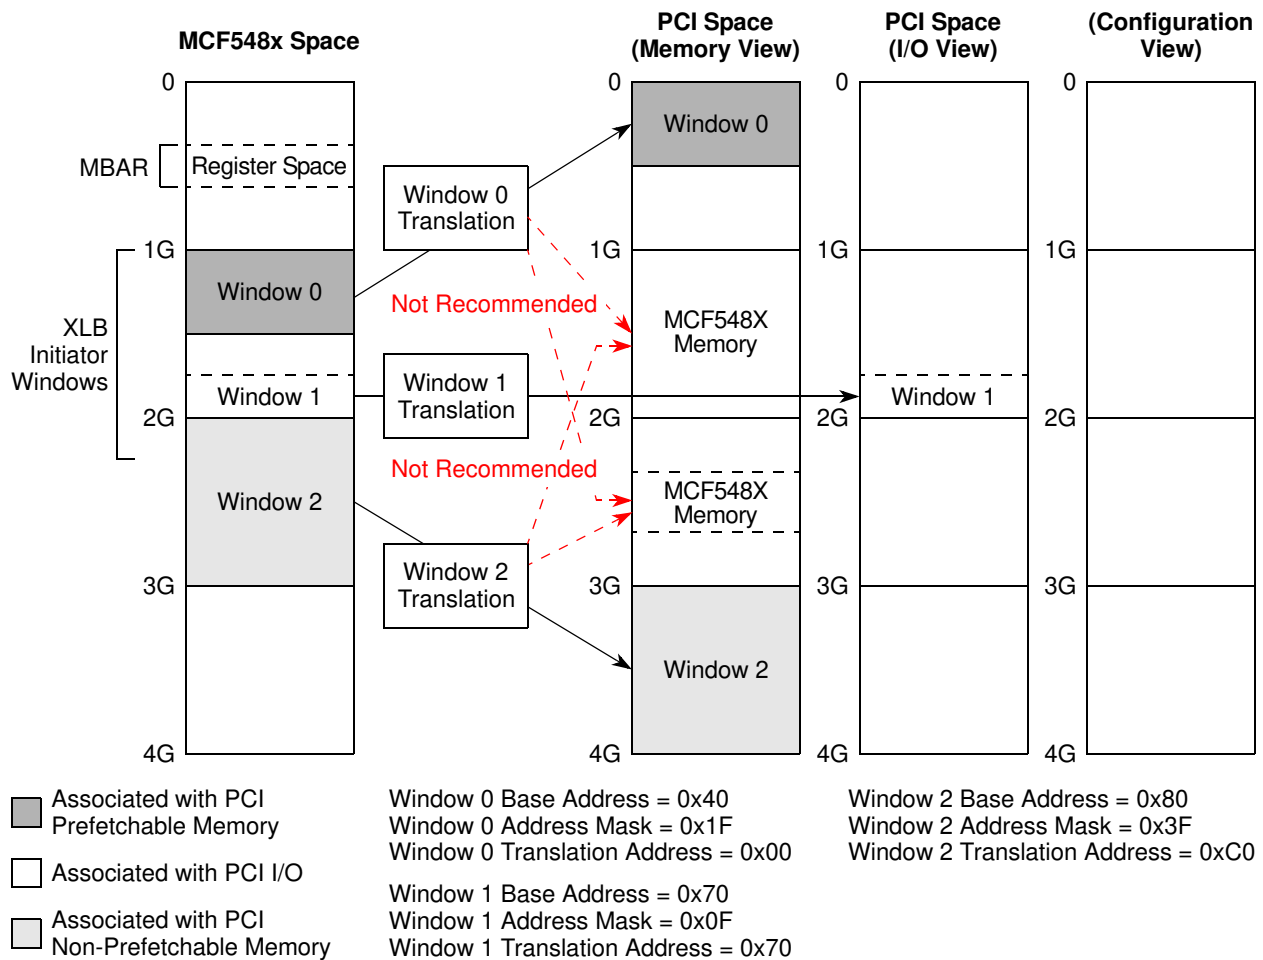 MCF548x Space
PCI Space
(Memory View)
PCI Space
(I/O View)
(Configuration
View)
0
0
0
0
Window 0
MBAR
Register Space
Window 0
Translation
1G
1G
1G
1G
Window 0
Not Recommended
MCF548X
Memory
XLB
Initiator
Windows
Window 1
Window 1
Translation
Window 1
2G
2G
2G
2G
Not Recommended
MCF548X
Memory
Window 2
Window 2
Translation
3G
3G
3G
3G
Window 2
4G
4G
4G
4G
Associated with PCI
Prefetchable Memory
Associated with PCI I/O
Associated with PCI
Non-Prefetchable Memory
Window 0 Base Address = 0x40
Window 0 Address Mask = 0x1F
Window 0 Translation Address = 0x00
Window 1 Base Address = 0x70
Window 1 Address Mask = 0x0F
Window 1 Translation Address = 0x70
Window 2 Base Address = 0x80
Window 2 Address Mask = 0x3F
Window 2 Translation Address = 0xC0